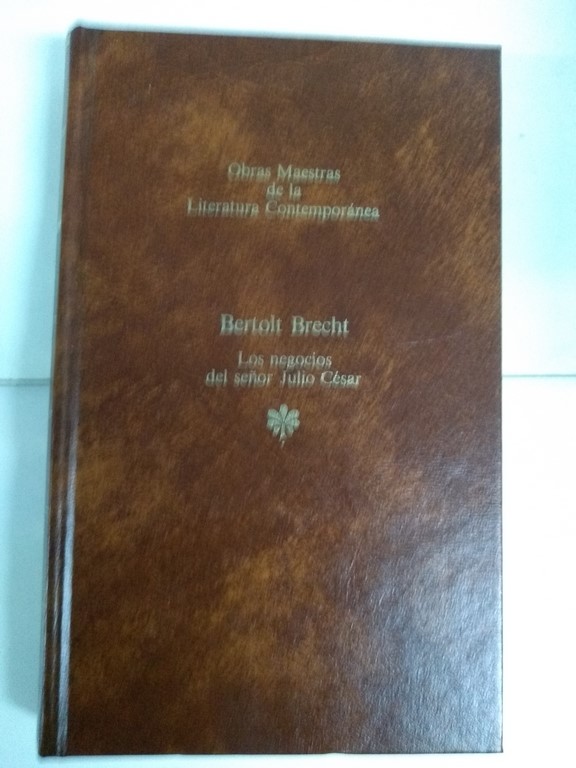 Obras Maestras
de la
Literatura Contemporánea
Bertolt Brecht
Los negocios
del señor Julio César